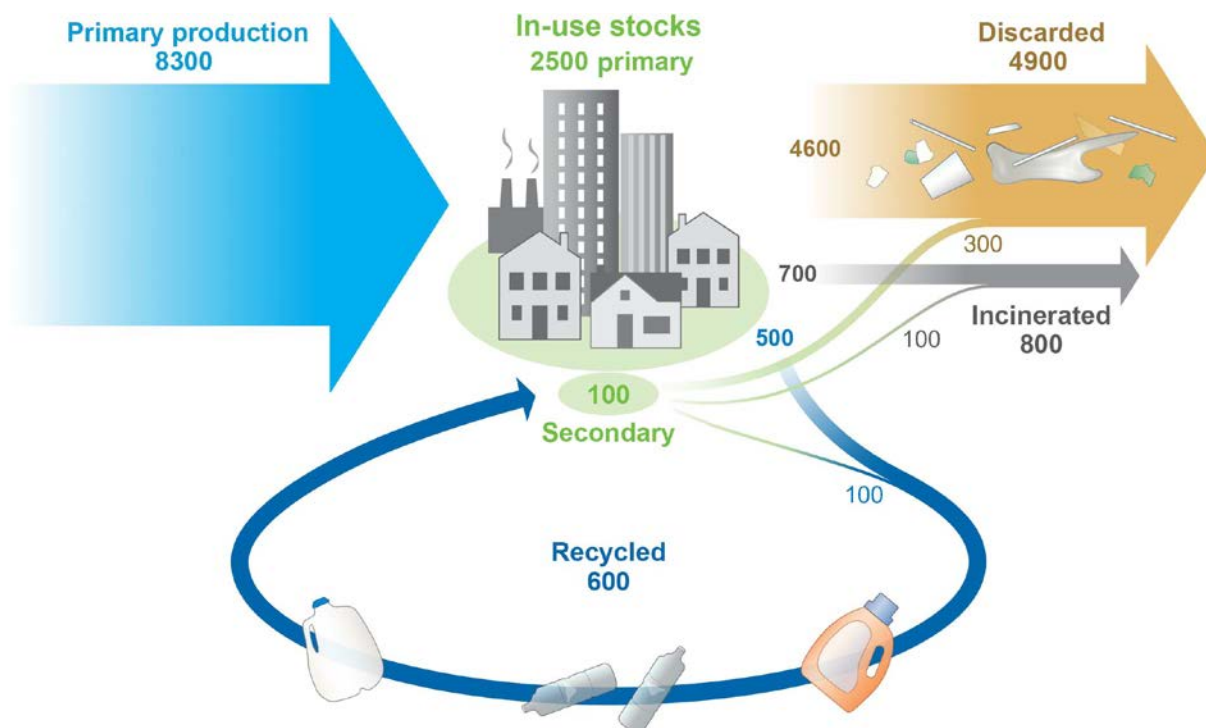 Primary production
8300
In-use stocks
2500 primary
Discarded
4900
4600
300
700
Incinerated
800
500
100
100
Secondary
100
Recycled
600